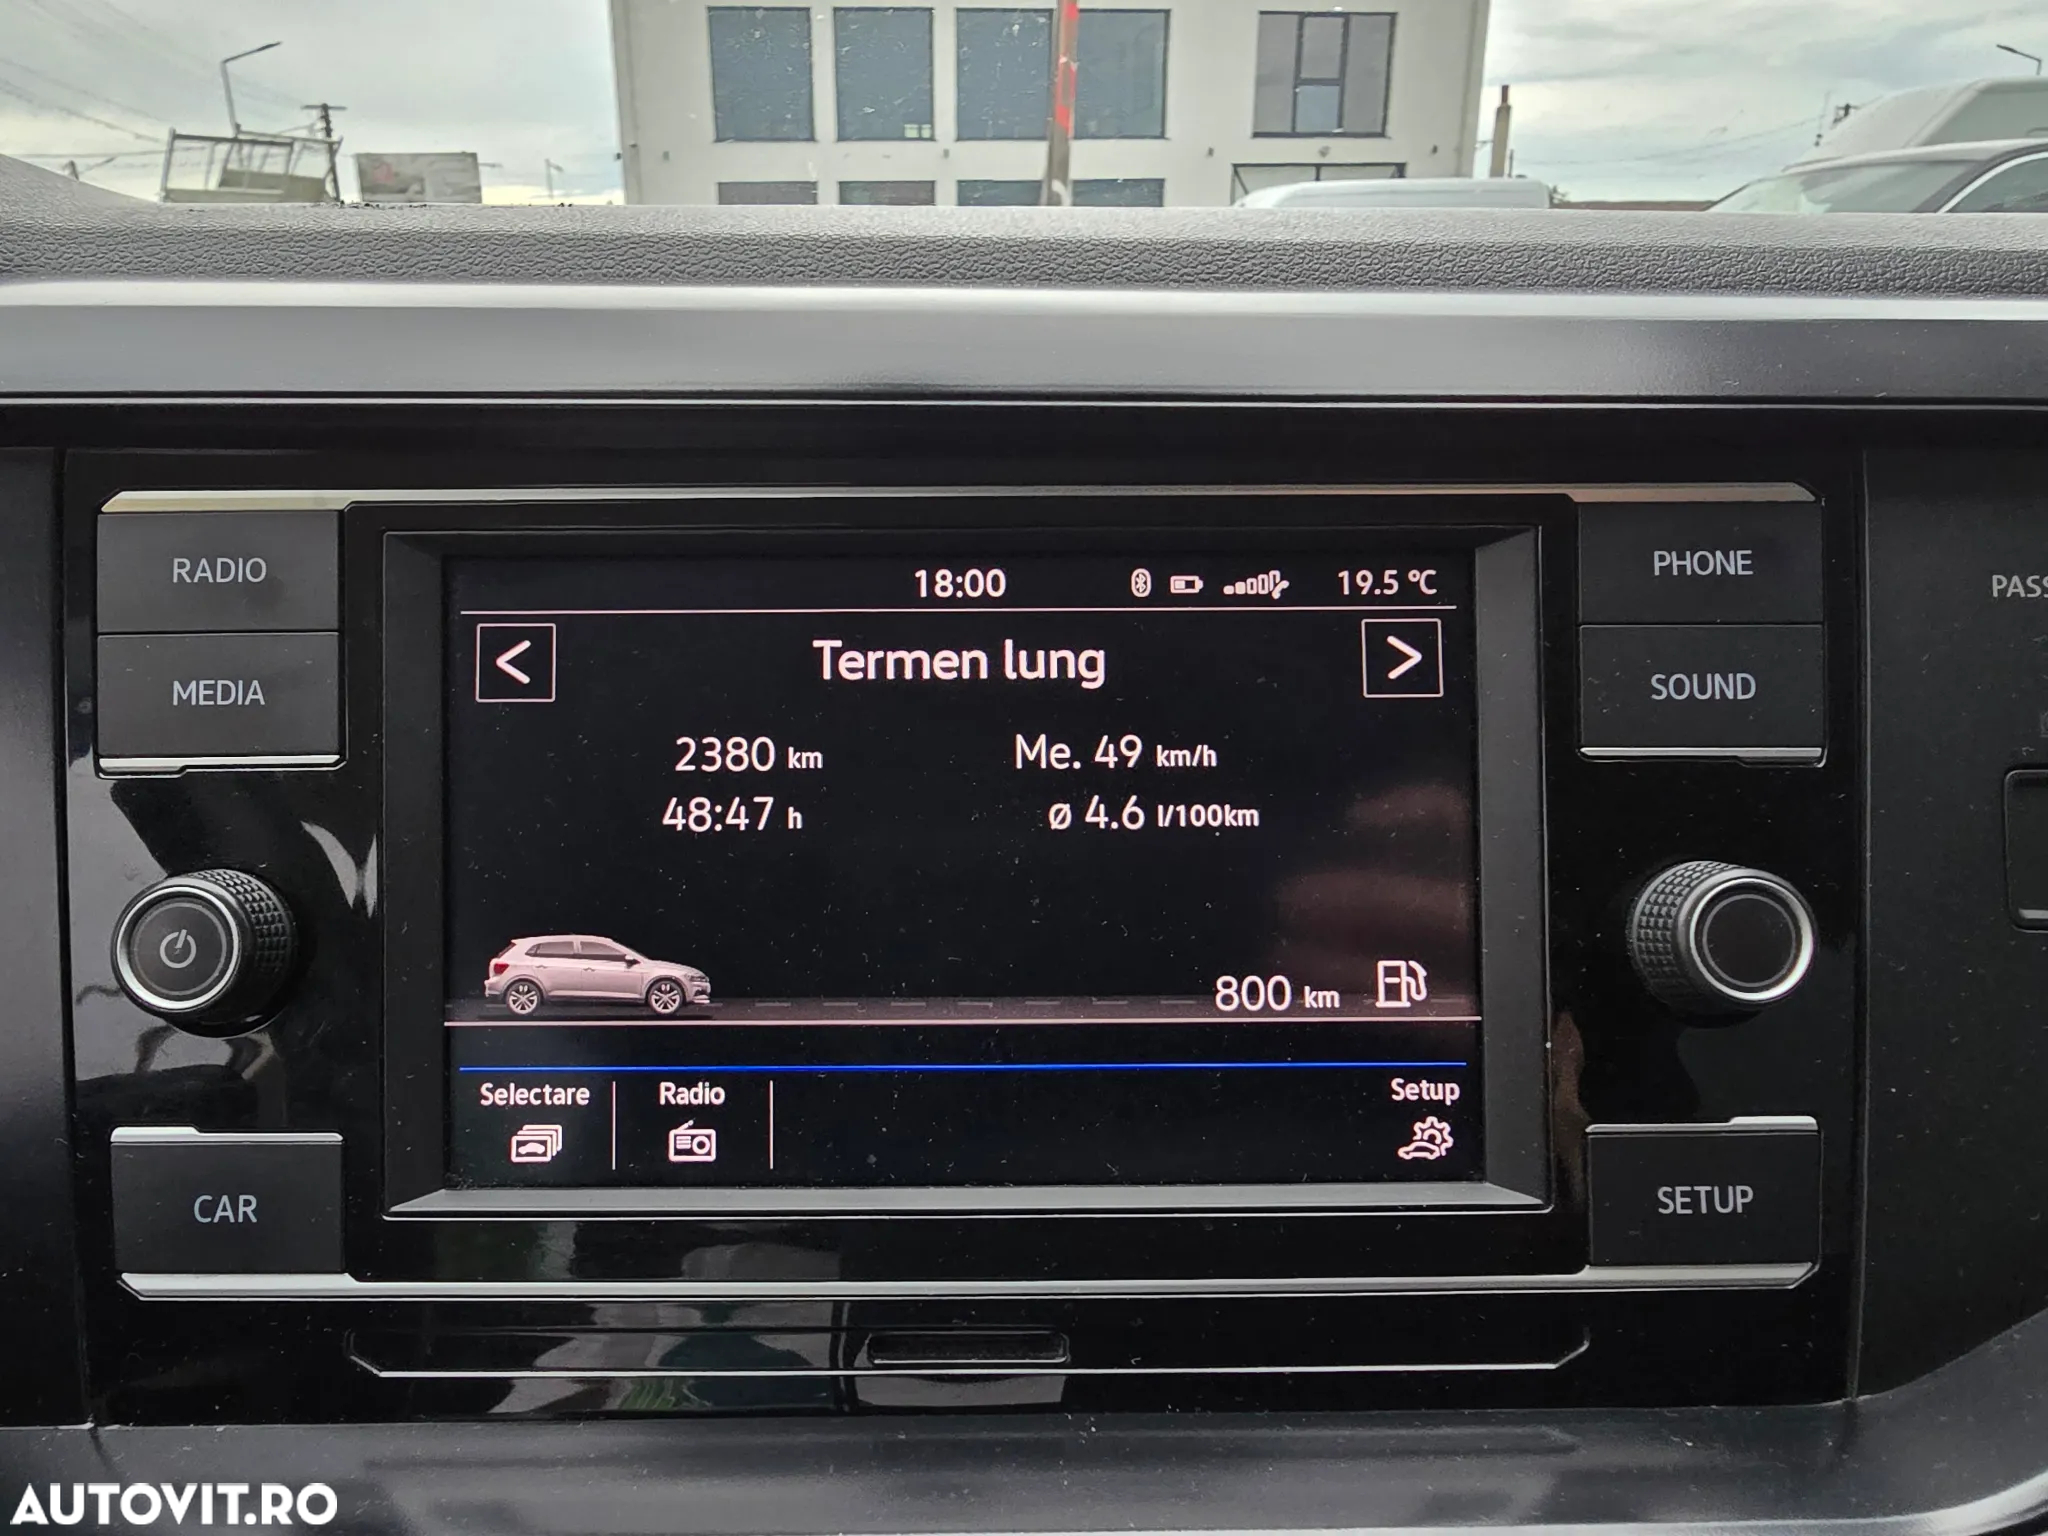 RADIO
MEDIA
CAR
18:00
19.5 °C
<
Termen lung
>
2380 km
Me. 49 km/h
48:47 h
ø 4.6 l/100km
800 km
Selectare
Radio
Setup
PHONE
SOUND
SETUP
PASS
AUTOVIT.RO